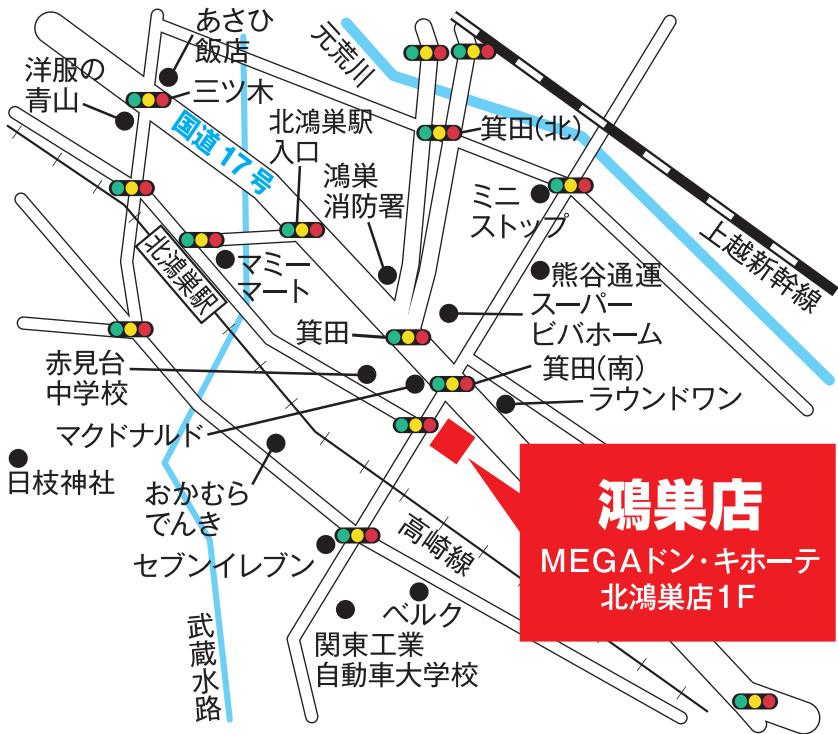 あさひ
飯店
洋服の
青山
三ツ木
国道 17号
北鴻巣駅
入口
鴻巣
消防署
元荒川
箕田(北)
ミニ
ストップ
上越新幹線
北鴻巣駅
マミー
マート
熊谷通運
スーパー
ビバホーム
箕田
箕田(南)
赤見台
中学校
ラウンドワン
マクドナルド
日枝神社
おかむら
でんき
セブンイレブン
高崎線
鴻巣店
MEGAドン・キホーテ
北鴻巣店1F
武蔵水路
ベルク
関東工業
自動車大学校